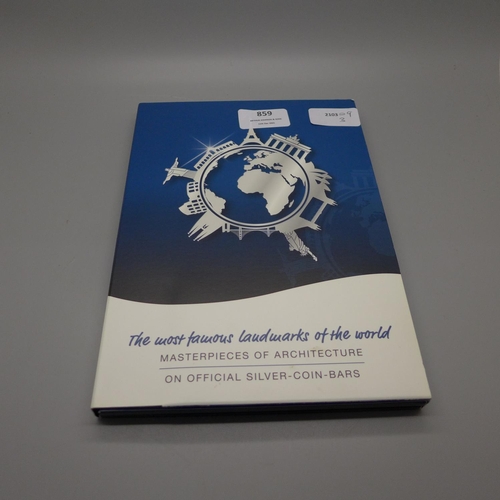 859
The most famous landmarks of the world
MASTERPIECES OF ARCHITECTURE
ON OFFICIAL SILVER-COIN-BARS